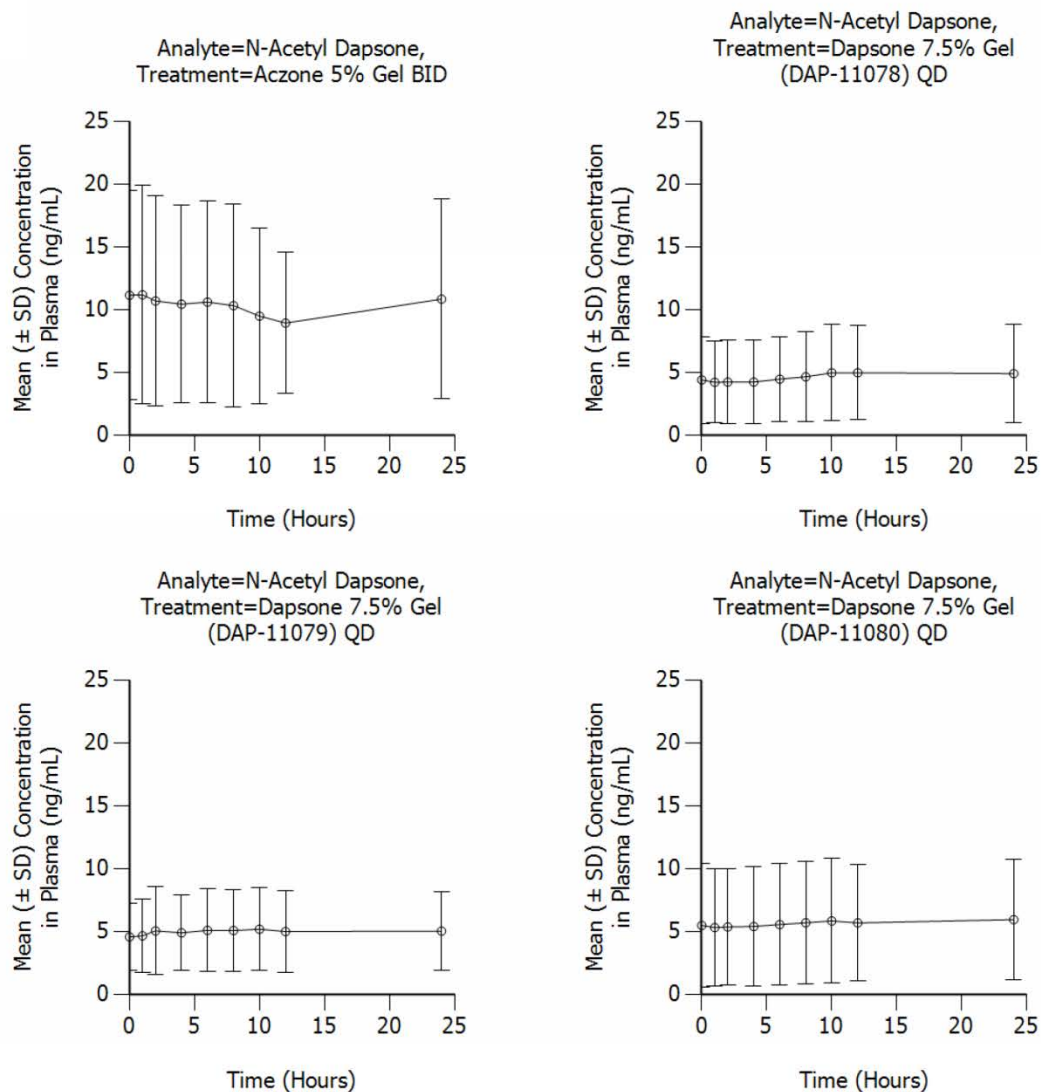 Analyte=N-Acetyl Dapsone,
Treatment=Aczone 5% Gel BID
Mean (± SD) Concentration
in Plasma (ng/mL)
25
20
15
10
5
0
0 5 10 15 20 25
Time (Hours)
Analyte=N-Acetyl Dapsone,
Treatment=Dapsone 7.5% Gel
(DAP-11078) QD
Mean (± SD) Concentration
in Plasma (ng/mL)
25
20
15
10
5
0
0 5 10 15 20 25
Time (Hours)
Analyte=N-Acetyl Dapsone,
Treatment=Dapsone 7.5% Gel
(DAP-11079) QD
Mean (± SD) Concentration
in Plasma (ng/mL)
25
20
15
10
5
0
0 5 10 15 20 25
Time (Hours)
Analyte=N-Acetyl Dapsone,
Treatment=Dapsone 7.5% Gel
(DAP-11080) QD
Mean (± SD) Concentration
in Plasma (ng/mL)
25
20
15
10
5
0
0 5 10 15 20 25
Time (Hours)